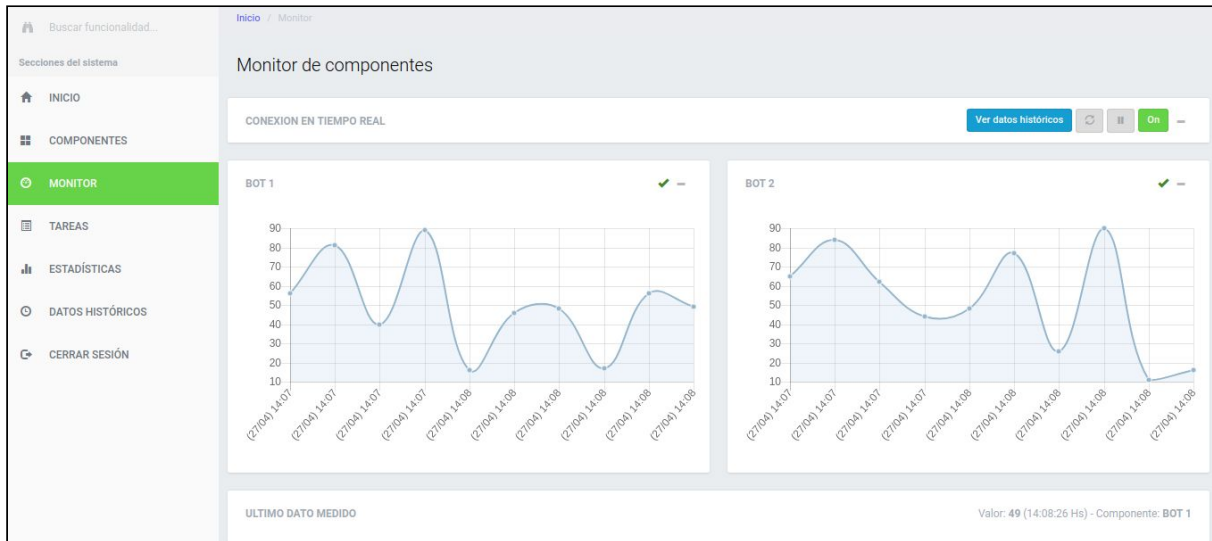 Buscar funcionalidad...
Secciones del sistema
INICIO
COMPONENTES
MONITOR
TAREAS
ESTADÍSTICAS
DATOS HISTÓRICOS
CERRAR SESIÓN
Inicio / Monitor
Monitor de componentes
CONEXION EN TIEMPO REAL
Ver datos históricos
On
BOT 1
90
80
70
60
50
40
30
20
10
(27/04) 14:07
(27/04) 14:07
(27/04) 14:07
(27/04) 14:07
(27/04) 14:08
(27/04) 14:08
(27/04) 14:08
(27/04) 14:08
(27/04) 14:08
(27/04) 14:08
BOT 2
90
80
70
60
50
40
30
20
10
(27/04) 14:07
(27/04) 14:07
(27/04) 14:07
(27/04) 14:07
(27/04) 14:08
(27/04) 14:08
(27/04) 14:08
(27/04) 14:08
(27/04) 14:08
(27/04) 14:08
ULTIMO DATO MEDIDO
Valor: 49 (14:08:26 Hs) - Componente: BOT 1